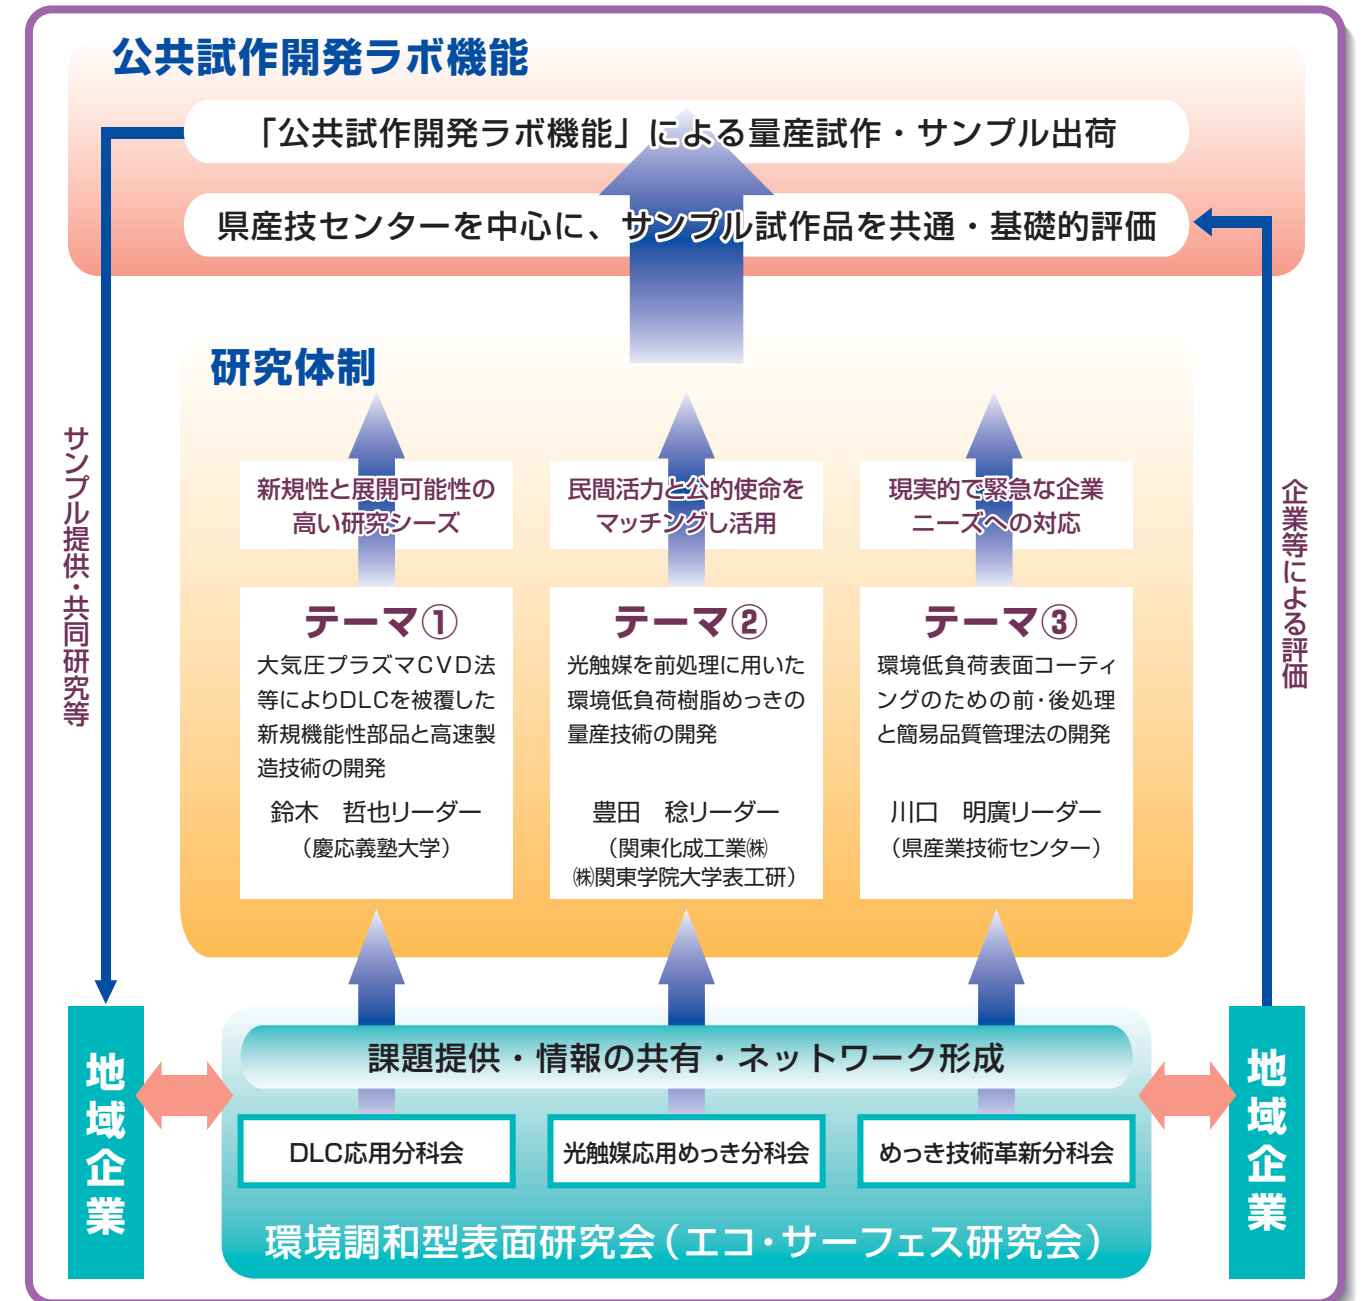 公共試作開発ラボ機能
「公共試作開発ラボ機能」による量産試作・サンプル出荷
県産技センターを中心に、サンプル試作品を共通・基礎的評価
サンプル提供・共同研究等
企業等による評価
研究体制
新規性と展開可能性の
高い研究シーズ
民間活力と公的使命を
マッチングし活用
現実的で緊急な企業
ニーズへの対応
テーマ①
大気圧プラズマCVD法
等によりDLCを被覆した
新規機能性部品と高速製
造技術の開発
鈴木　哲也リーダー
（慶応義塾大学）
テーマ②
光触媒を前処理に用いた
環境低負荷樹脂めっきの
量産技術の開発
豊田　稔リーダー
（関東化成工業㈱
㈱関東学院大学表工研）
テーマ③
環境低負荷表面コーティ
ングのための前・後処理
と簡易品質管理法の開発
川口　明廣リーダー
（県産業技術センター）
地域企業
課題提供・情報の共有・ネットワーク形成
DLC応用分科会
光触媒応用めっき分科会
めっき技術革新分科会
環境調和型表面研究会（エコ・サーフェス研究会）
地域企業